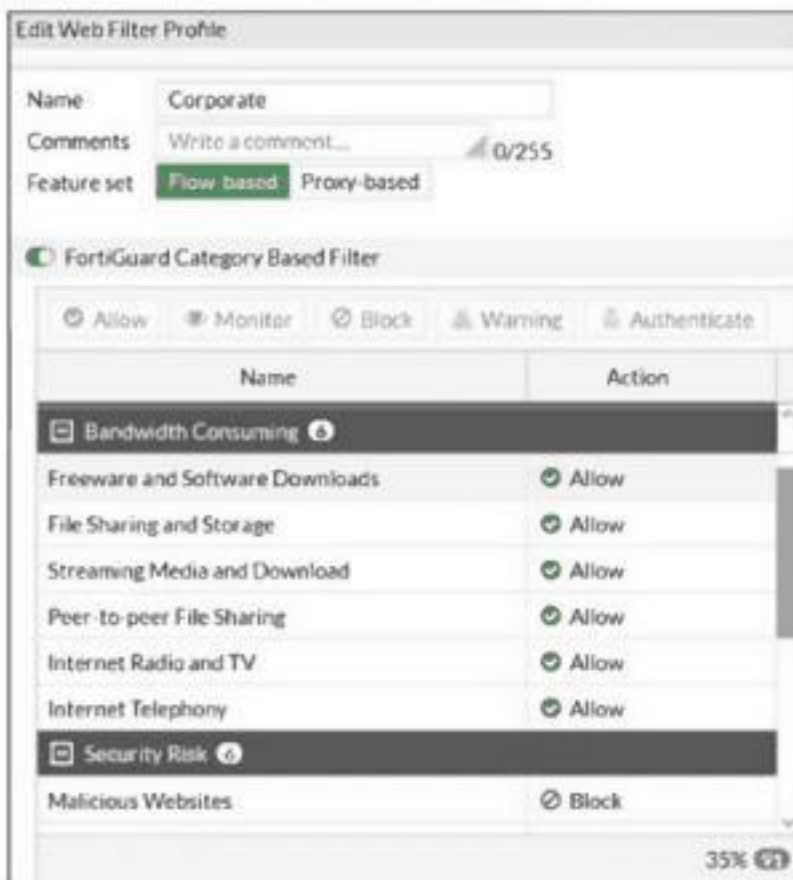 Edit Web Filter Profile
Name Corporate
Comments Write a comment... 0/255
Feature set Flow-based Proxy-based
FortiGuard Category Based Filter
Allow Monitor Block Warning Authenticate
Name Action
Bandwidth Consuming 6
Freeware and Software Downloads Allow
File Sharing and Storage Allow
Streaming Media and Download Allow
Peer-to-peer File Sharing Allow
Internet Radio and TV Allow
Internet Telephony Allow
Security Risk 6
Malicious Websites Block
35%